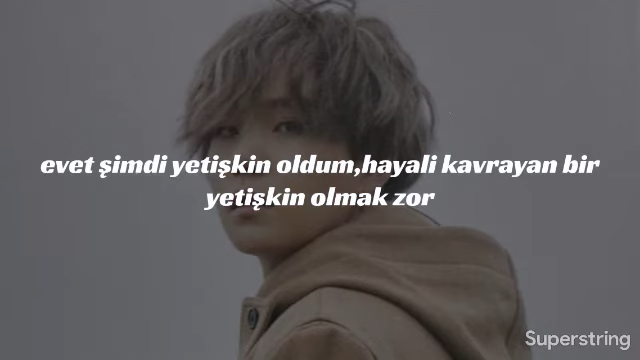 evet şimdi yetişkin oldum,hayali kavrayan bir
yetişkin olmak zor
Superstring